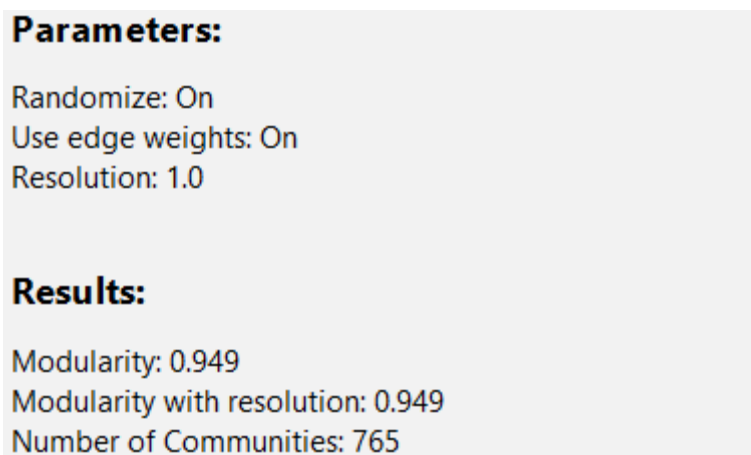 Parameters:
Randomize: On
Use edge weights: On
Resolution: 1.0
Results:
Modularity: 0.949
Modularity with resolution: 0.949
Number of Communities: 765